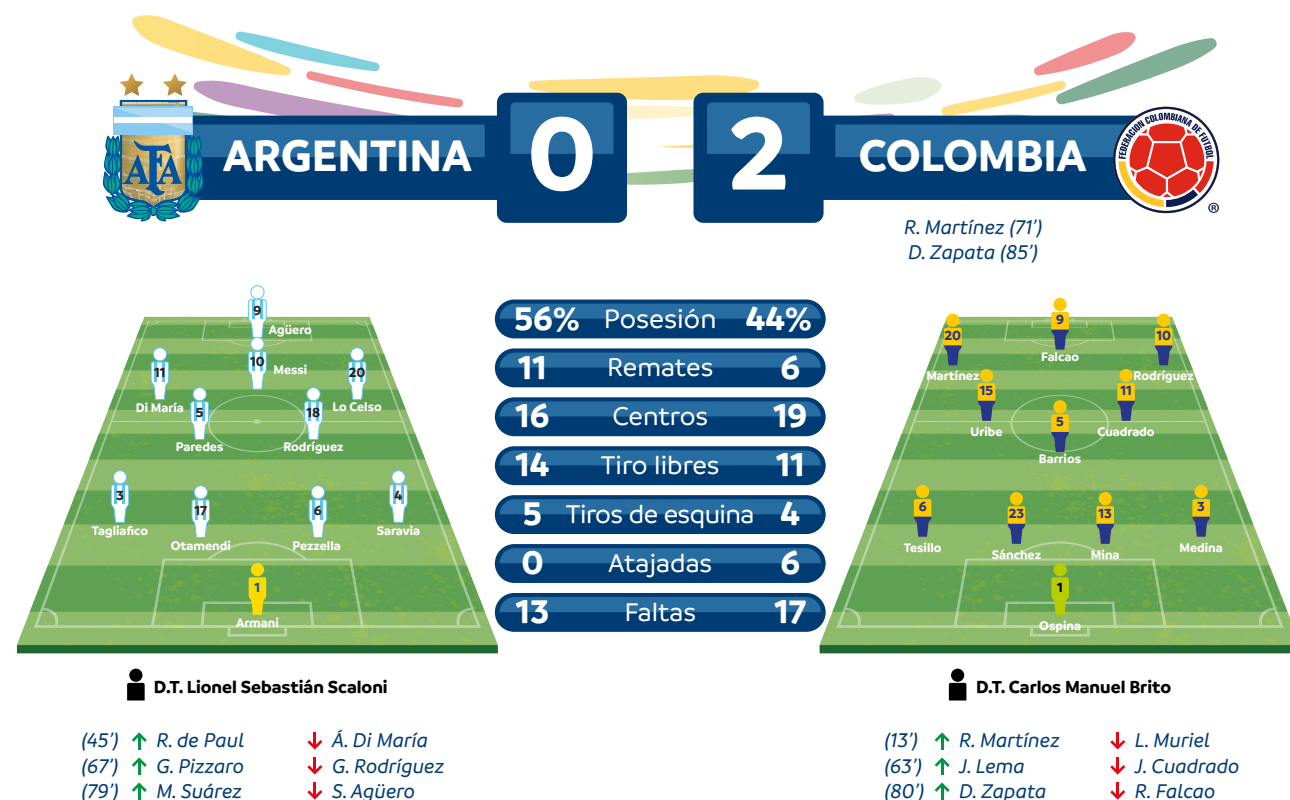 ARGENTINA 0 2 COLOMBIA
AFA
FEDERACION COLOMBIANA DE FUTBOL
®
R. Martínez (71’)
D. Zapata (85’)
56% Posesión 44%
11 Remates 6
16 Centros 19
14 Tiro libres 11
5 Tiros de esquina 4
0 Atajadas 6
13 Faltas 17
9
Agüero
10
Messi
11
Di María
20
Lo Celso
5
Paredes
18
Rodríguez
3
Tagliafico
17
Otamendi
6
Pezzella
4
Saravia
1
Armani
20
Martínez
9
Falcao
10
Rodríguez
15
Uribe
11
Cuadrado
5
Barrios
6
Tesillo
23
Sánchez
13
Mina
3
Medina
1
Ospina
D.T. Lionel Sebastián Scaloni
(45’) R. de Paul Á. Di María
(67’) G. Pizzaro G. Rodríguez
(79’) M. Suárez S. Agüero
D.T. Carlos Manuel Brito
(13’) R. Martínez L. Muriel
(63’) J. Lema J. Cuadrado
(80’) D. Zapata R. Falcao